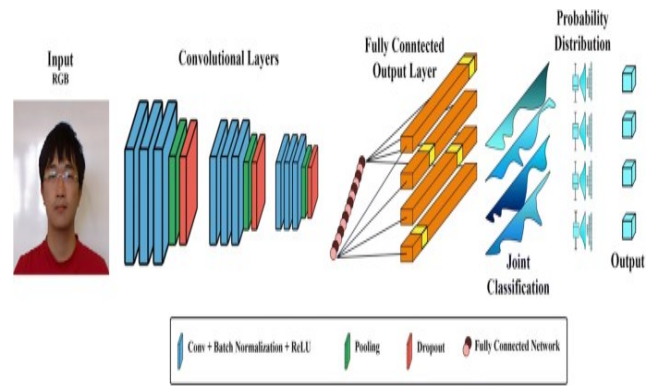 Input
RGB
Convolutional Layers
Fully Conntected
Output Layer
Probability
Distribution
Joint
Classification
Output
Conv + Batch Normalization + ReLU
Pooling
Dropout
Fully Connected Network